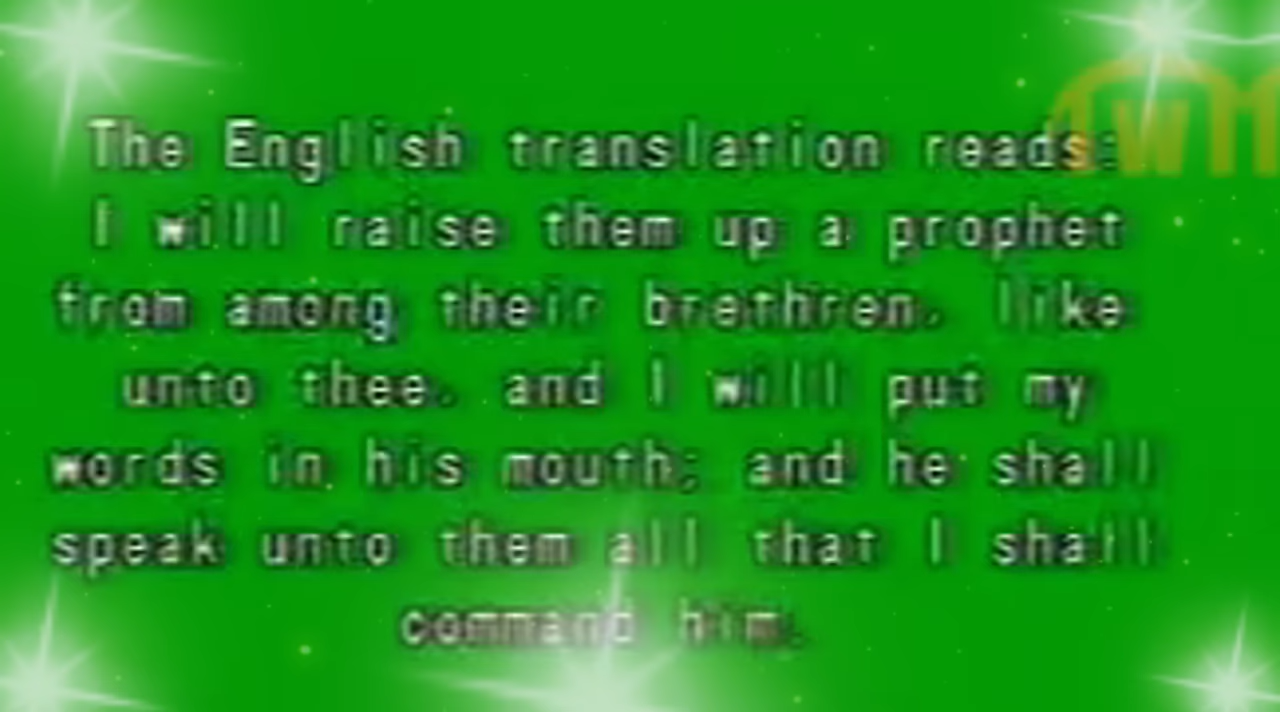 The English translation reads:
I will raise them up a prophet
from among their brethren. like
unto thee. and I will put my
words in his mouth; and he shall
speak unto them all that I shall
command him.